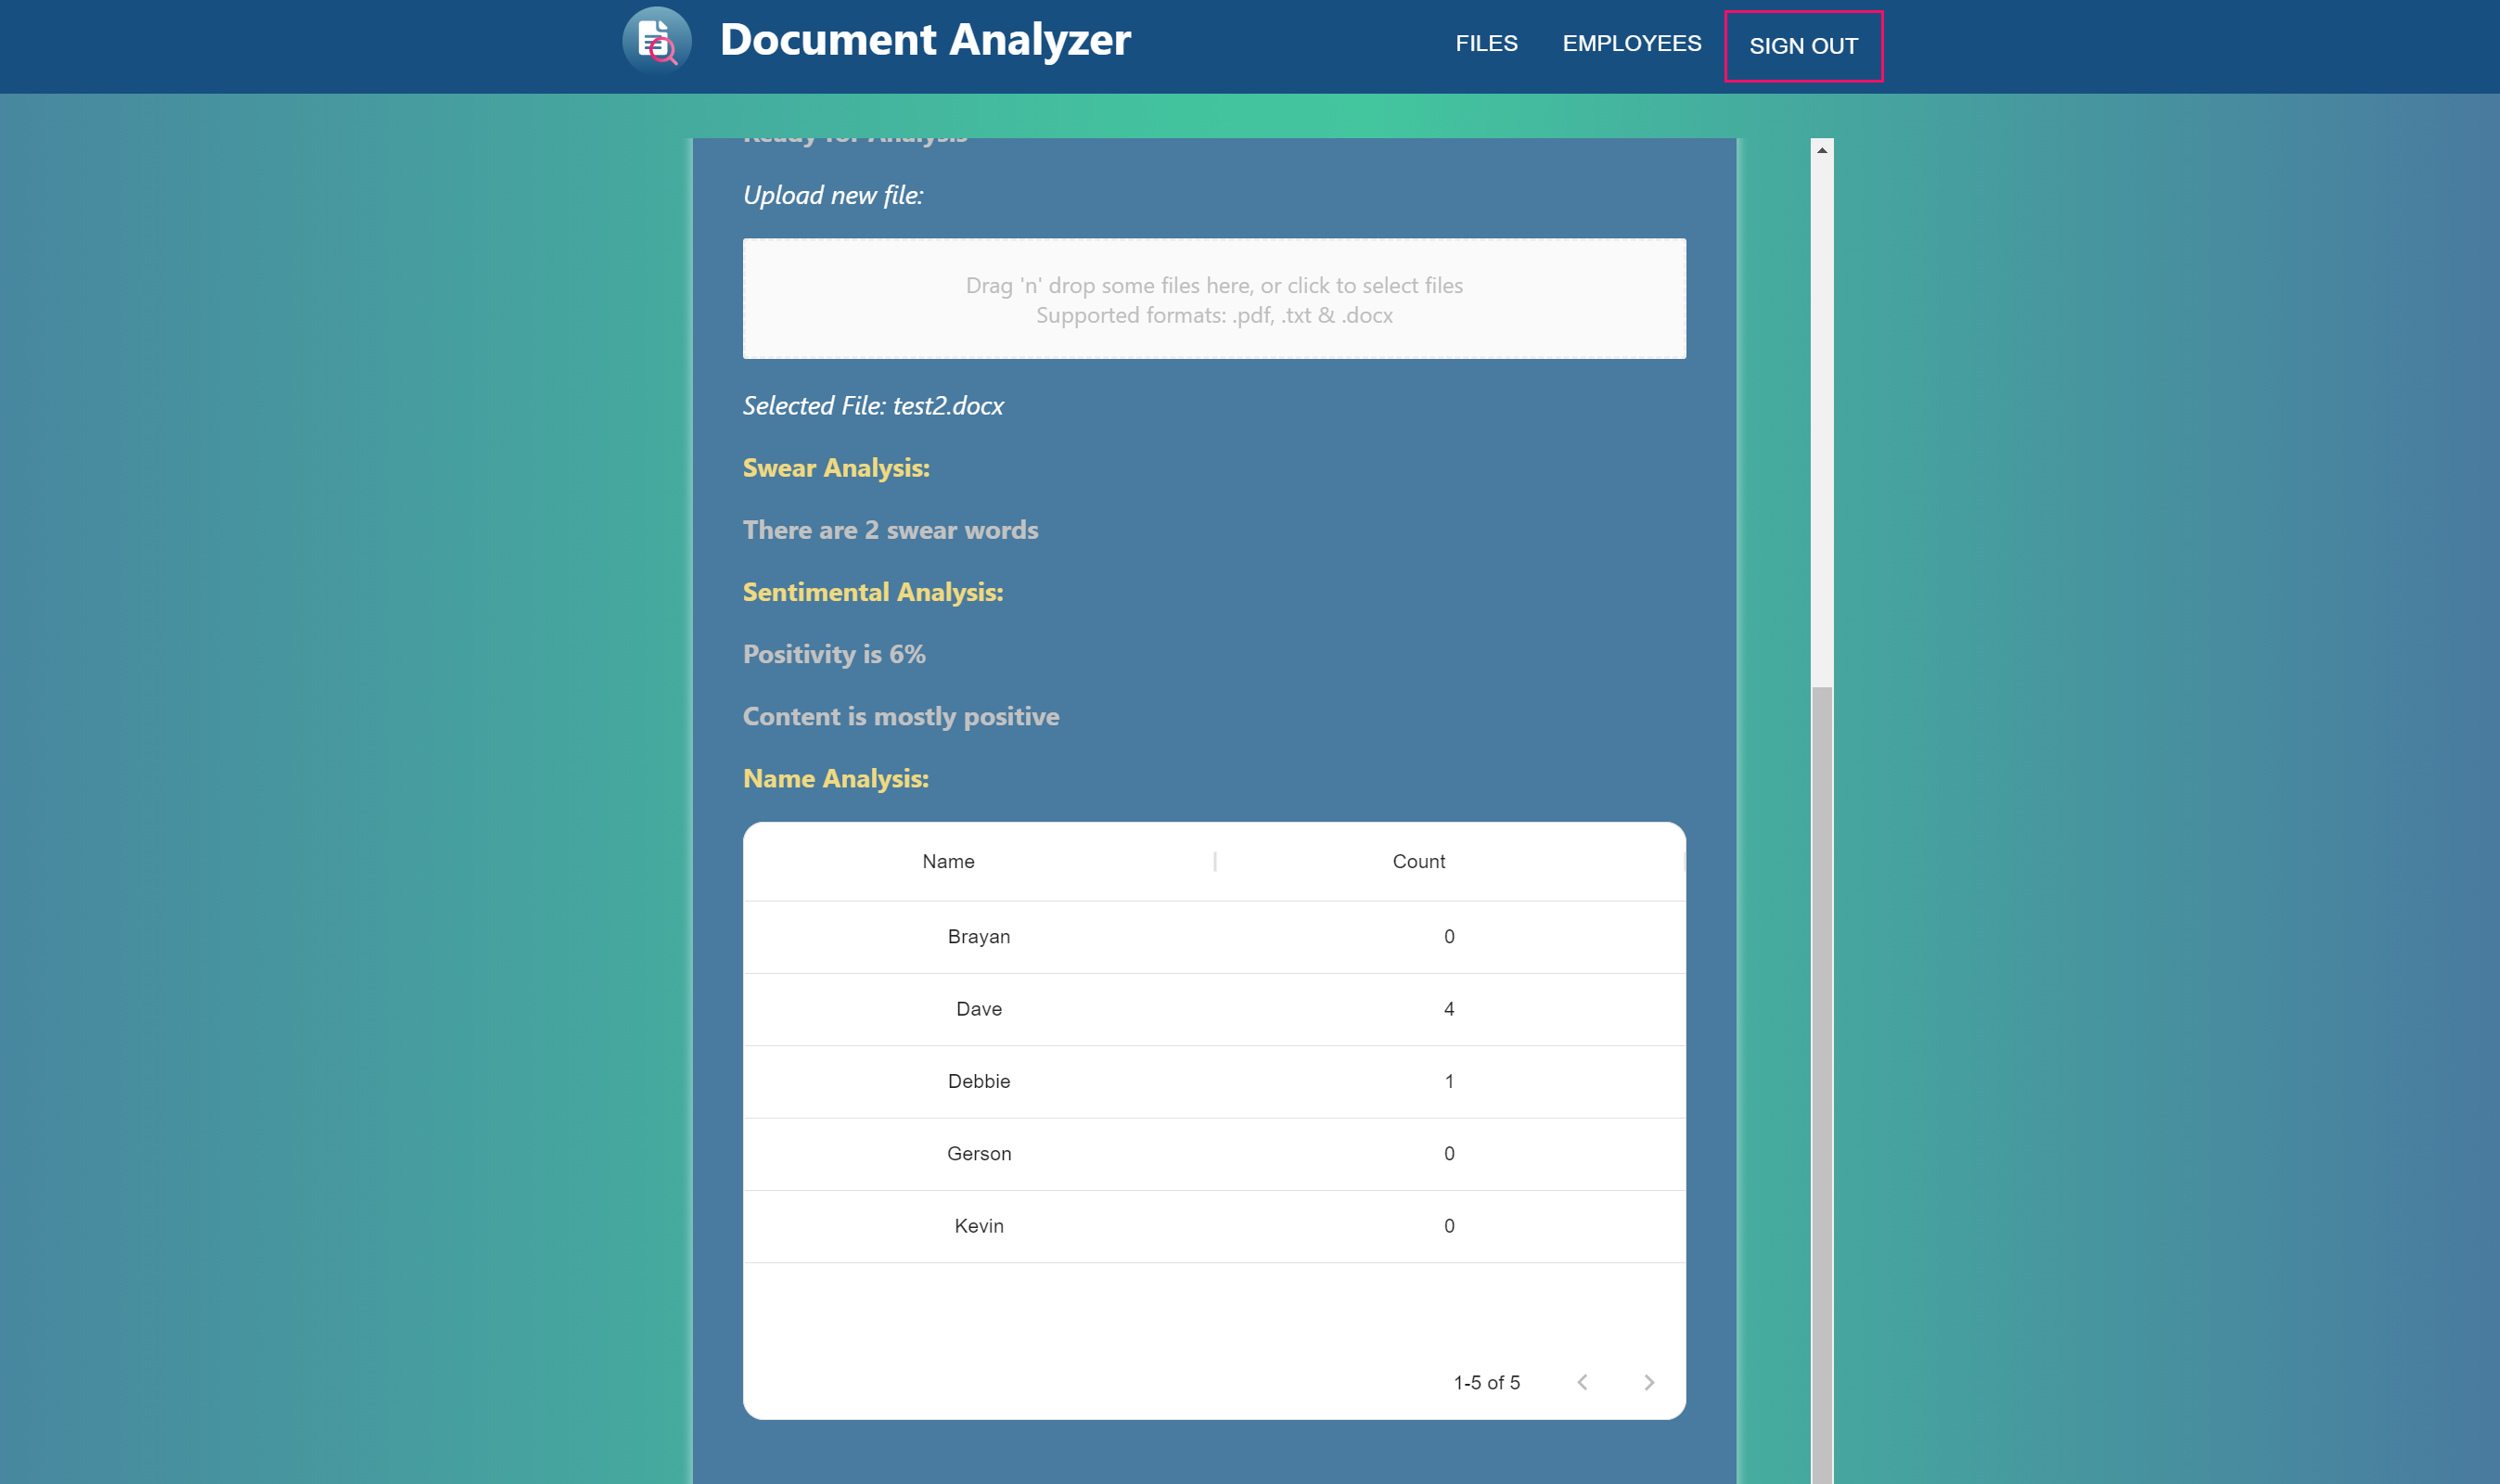 Document Analyzer
FILES
EMPLOYEES
SIGN OUT
Ready for Analysis
Upload new file:
Drag 'n' drop some files here, or click to select files
Supported formats: .pdf, .txt & .docx
Selected File: test2.docx
Swear Analysis:
There are 2 swear words
Sentimental Analysis:
Positivity is 6%
Content is mostly positive
Name Analysis:
Name Count
Brayan 0
Dave 4
Debbie 1
Gerson 0
Kevin 0
1-5 of 5